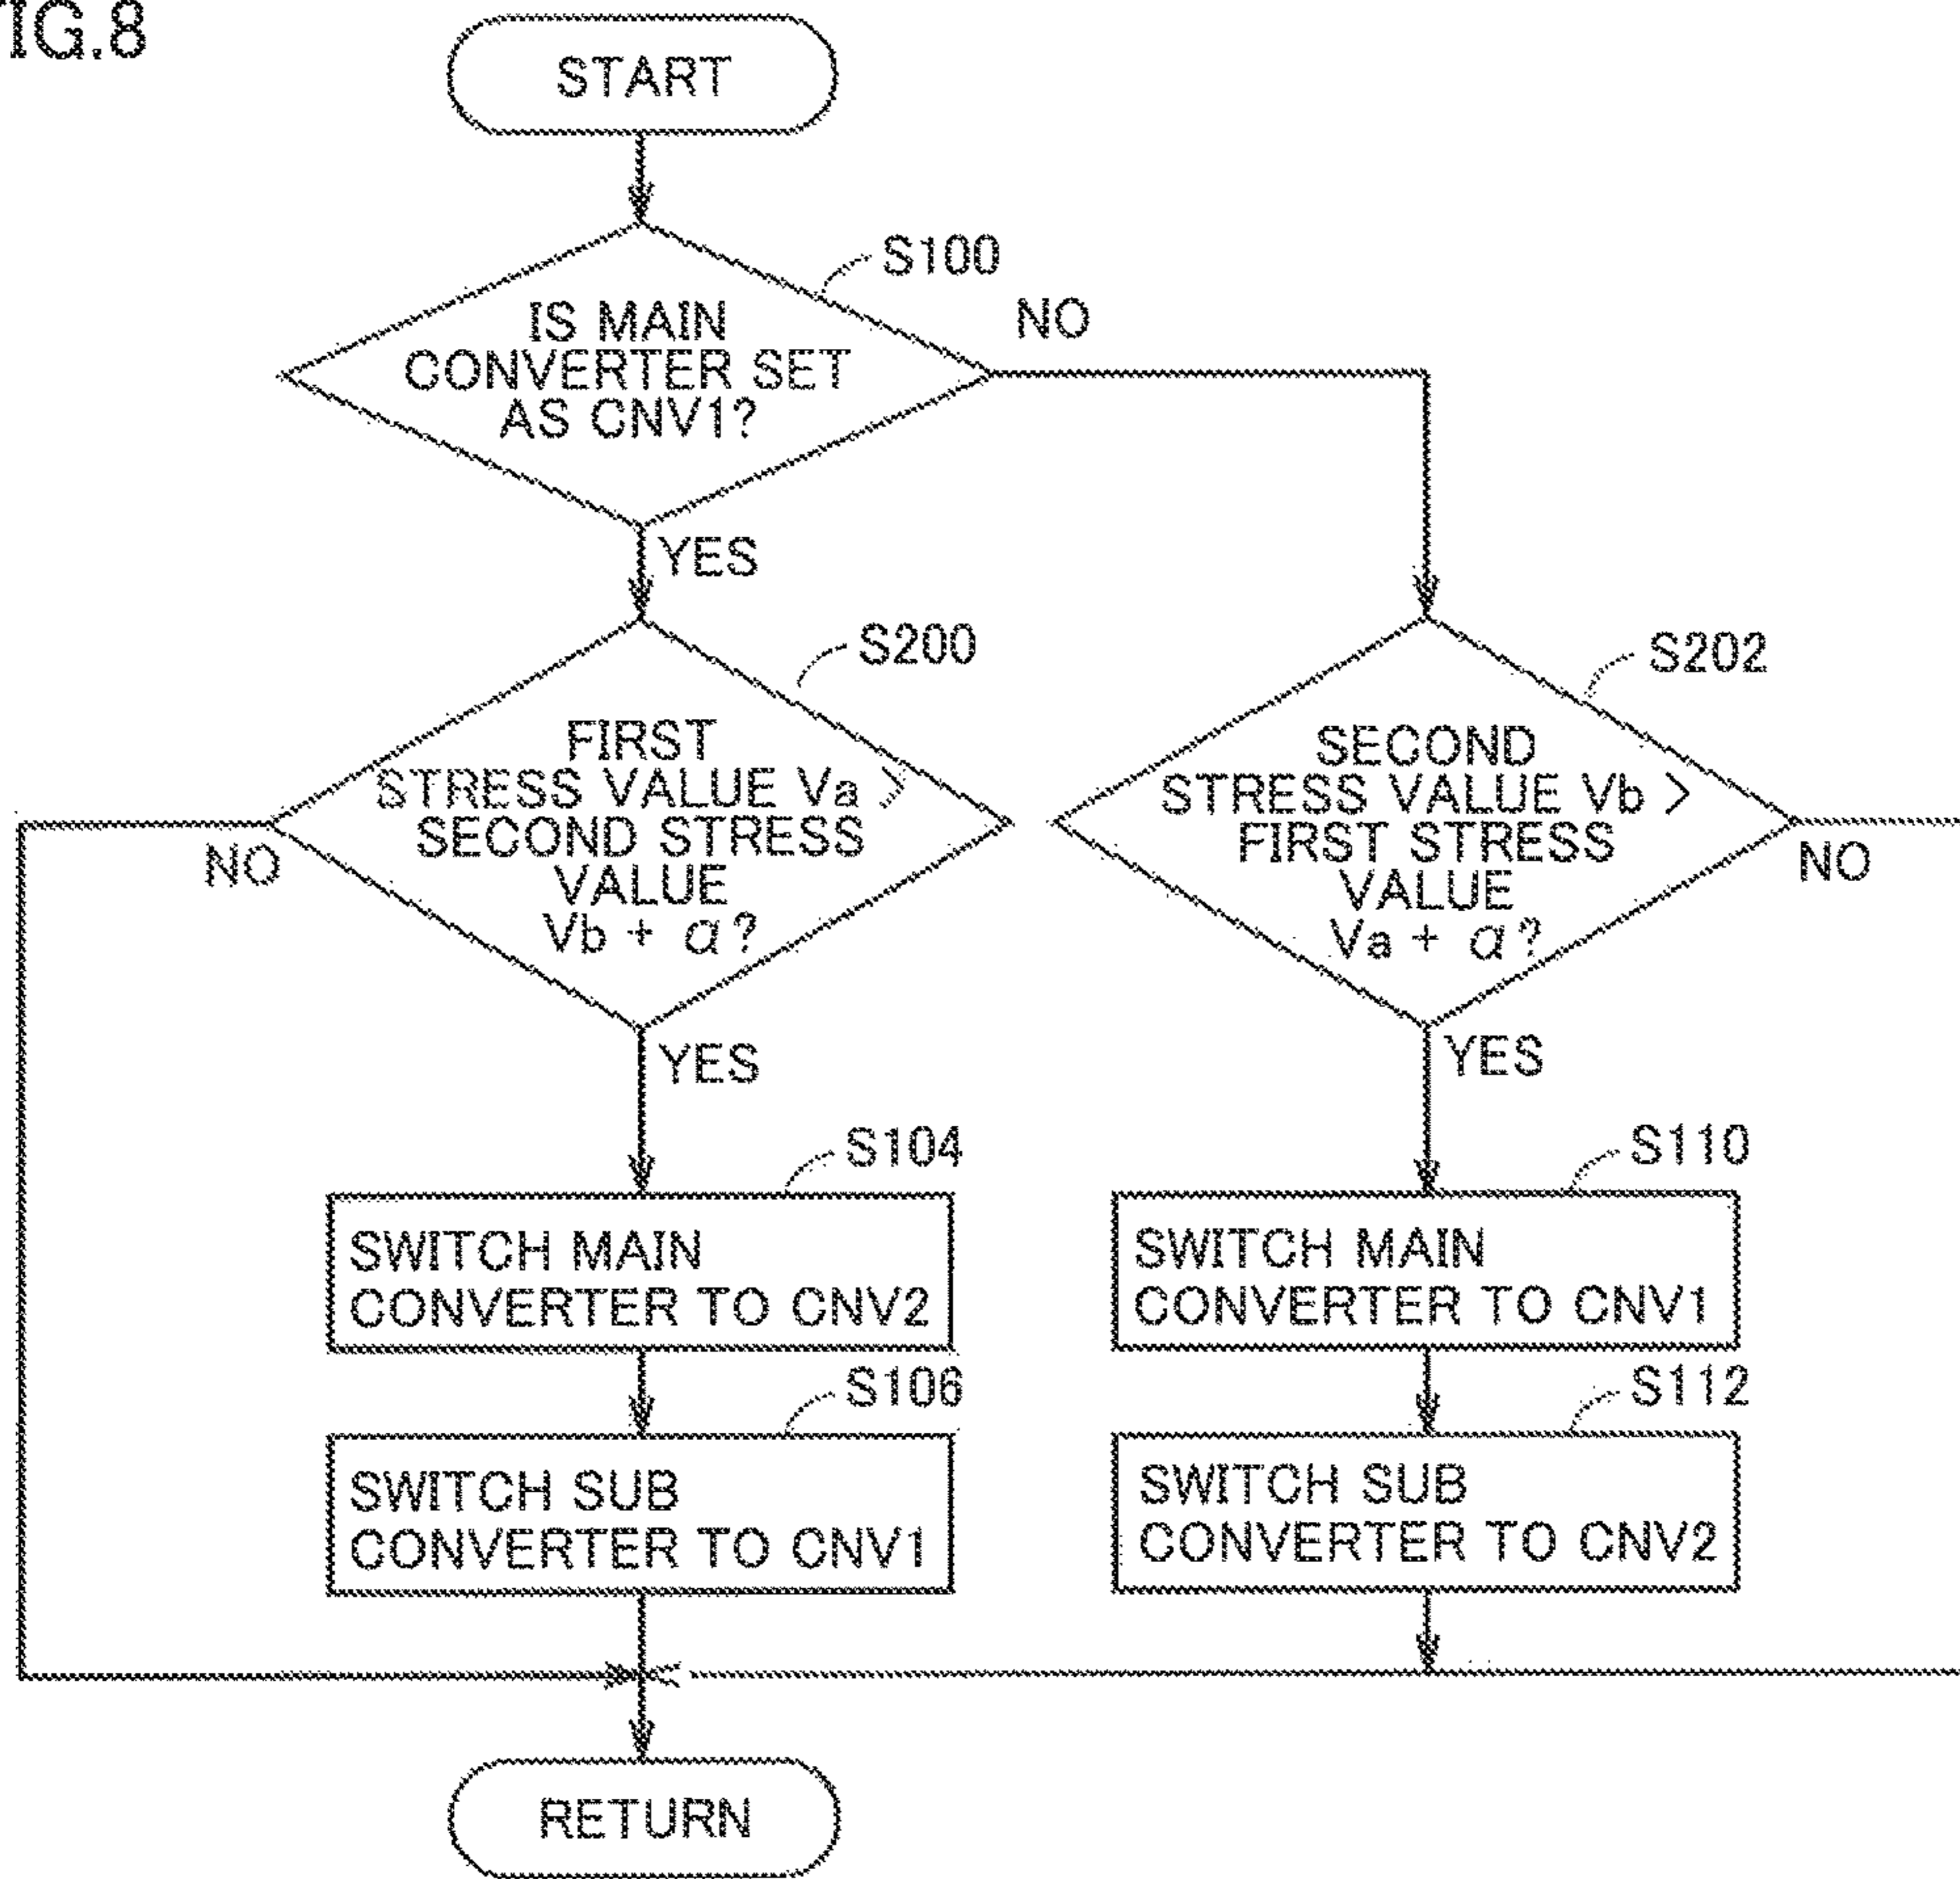 FIG.8
START
S100
IS MAIN
CONVERTER SET
AS CNV1?
NO
YES
S200
FIRST
STRESS VALUE Va >
SECOND STRESS
VALUE
Vb + α?
NO
YES
S202
SECOND
STRESS VALUE Vb >
FIRST STRESS
VALUE
Va + α?
NO
YES
S104
SWITCH MAIN
CONVERTER TO CNV2
S110
SWITCH MAIN
CONVERTER TO CNV1
S106
SWITCH SUB
CONVERTER TO CNV1
S112
SWITCH SUB
CONVERTER TO CNV2
RETURN